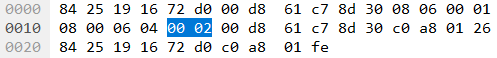 0000 84 25 19 16 72 d0 00 d8 61 c7 8d 30 08 06 00 01
0010 08 00 06 04 00 02 00 d8 61 c7 8d 30 c0 a8 01 26
0020 84 25 19 16 72 d0 c0 a8 01 fe